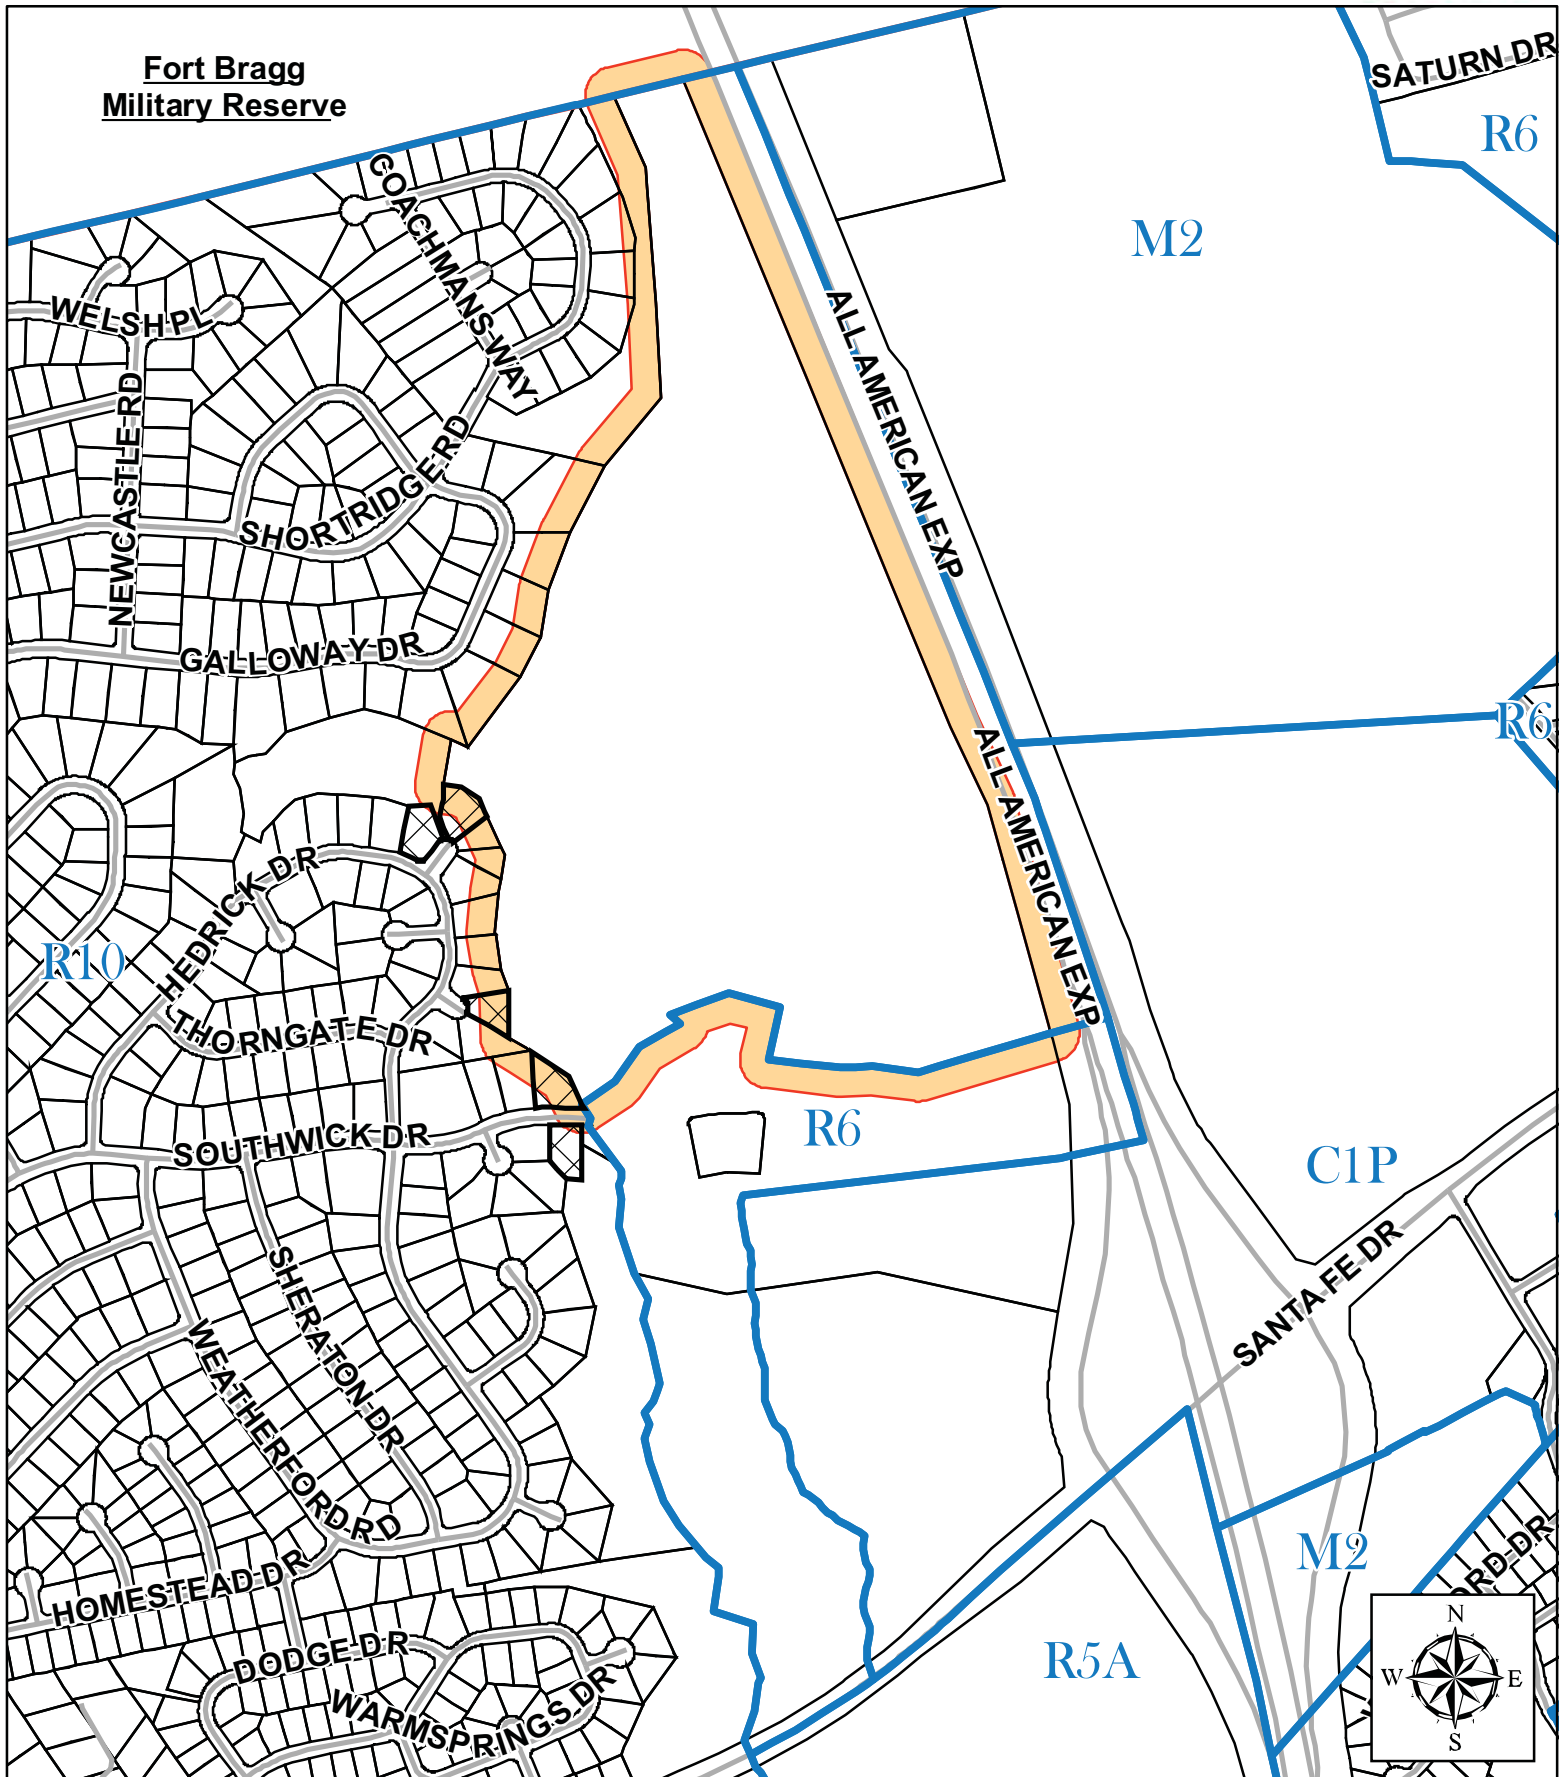 Fort Bragg
Military Reserve
SATURN DR
R6
COACHMANS WAY
M2
WELSH PL
ALL AMERICAN EXP
NEWCASTLE RD
SHORTRIDGE RD
GALLOWAY DR
R6
ALL AMERICAN EXP
HEDRICK DR
R10
THORNGATE DR
R6
SOUTHWICK DR
C1P
SANTA FE DR
SHERATON DR
WEATHERFORD RD
M2
ORD DR
HOMESTEAD DR
N
W E
S
DODGE DR
R5A
WARMSPRINGS DR